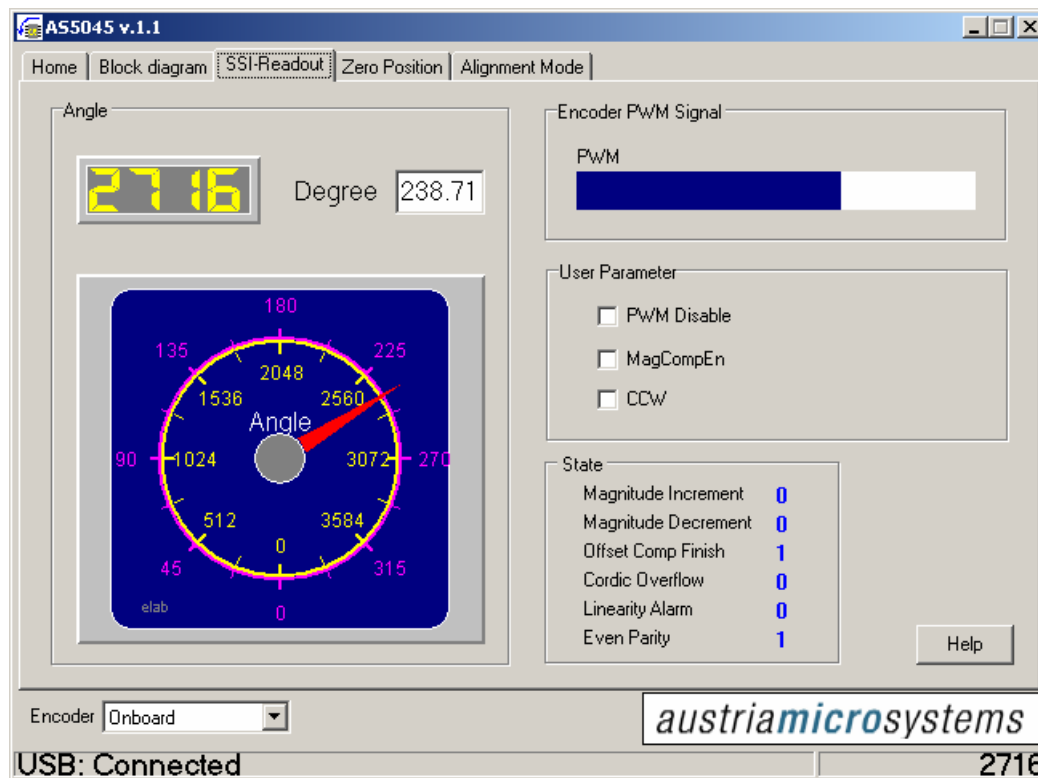 AS5045 v.1.1
Home Block diagram SSI-Readout Zero Position Alignment Mode
Angle
2716
Degree 238.71
180
135 225
2048
1536 2560
Angle
90 1024 3072 270
512 3584
0
45 315
elab
0
Encoder PWM Signal
PWM
User Parameter
PWM Disable
MagCompEn
CCW
State
Magnitude Increment 0
Magnitude Decrement 0
Offset Comp Finish 1
Cordic Overflow 0
Linearity Alarm 0
Even Parity 1
Help
Encoder Onboard
austriamicrosystems
USB: Connected 2716